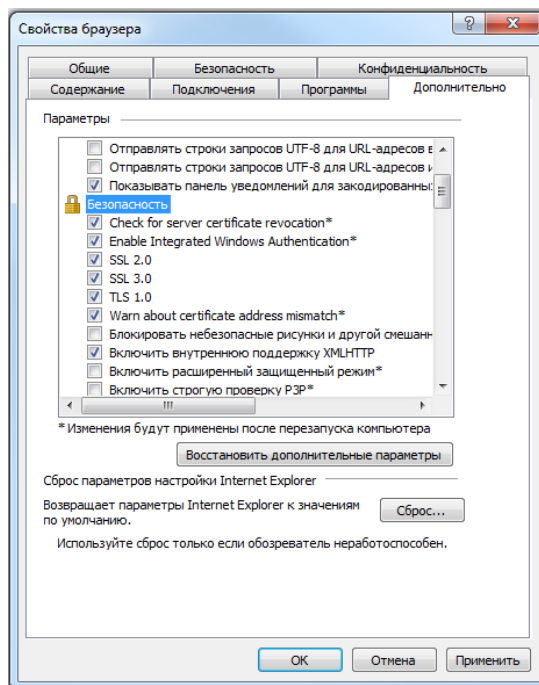 Свойства браузера
Общие
Безопасность
Конфиденциальность
Содержание
Подключения
Программы
Дополнительно
Параметры
Отправлять строки запросов UTF-8 для URL-адресов в
Отправлять строки запросов UTF-8 для URL-адресов и
Показывать панель уведомлений для закодированных
Безопасность
Check for server certificate revocation*
Enable Integrated Windows Authentication*
SSL 2.0
SSL 3.0
TLS 1.0
Warn about certificate address mismatch*
Блокировать небезопасные рисунки и другой смешанн
Включить внутреннюю поддержку XMLHTTP
Включить расширенный защищенный режим*
Включить строгую проверку P3P*
* Изменения будут применены после перезапуска компьютера
Восстановить дополнительные параметры
Сброс параметров настройки Internet Explorer
Возвращает параметры Internet Explorer к значениям
по умолчанию.
Сброс...
Используйте сброс только если обозреватель неработоспособен.
ОК
Отмена
Применить